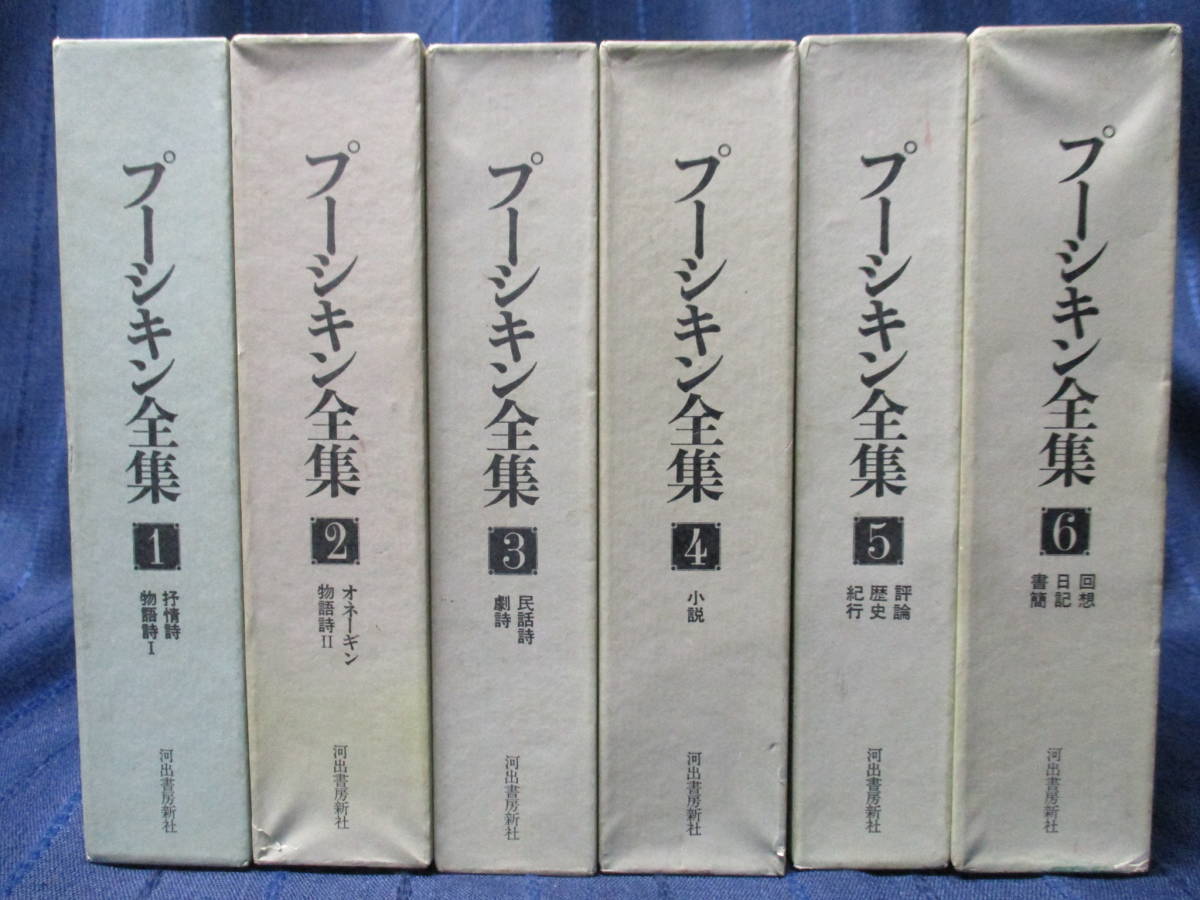 プーシキン全集
1
抒情詩
物語詩I
河出書房新社
プーシキン全集
2
オネーギン
物語詩II
河出書房新社
プーシキン全集
3
民話詩
劇詩
河出書房新社
プーシキン全集
4
小説
河出書房新社
プーシキン全集
5
評論
歴史
紀行
河出書房新社
プーシキン全集
6
回想
日記
書簡
河出書房新社